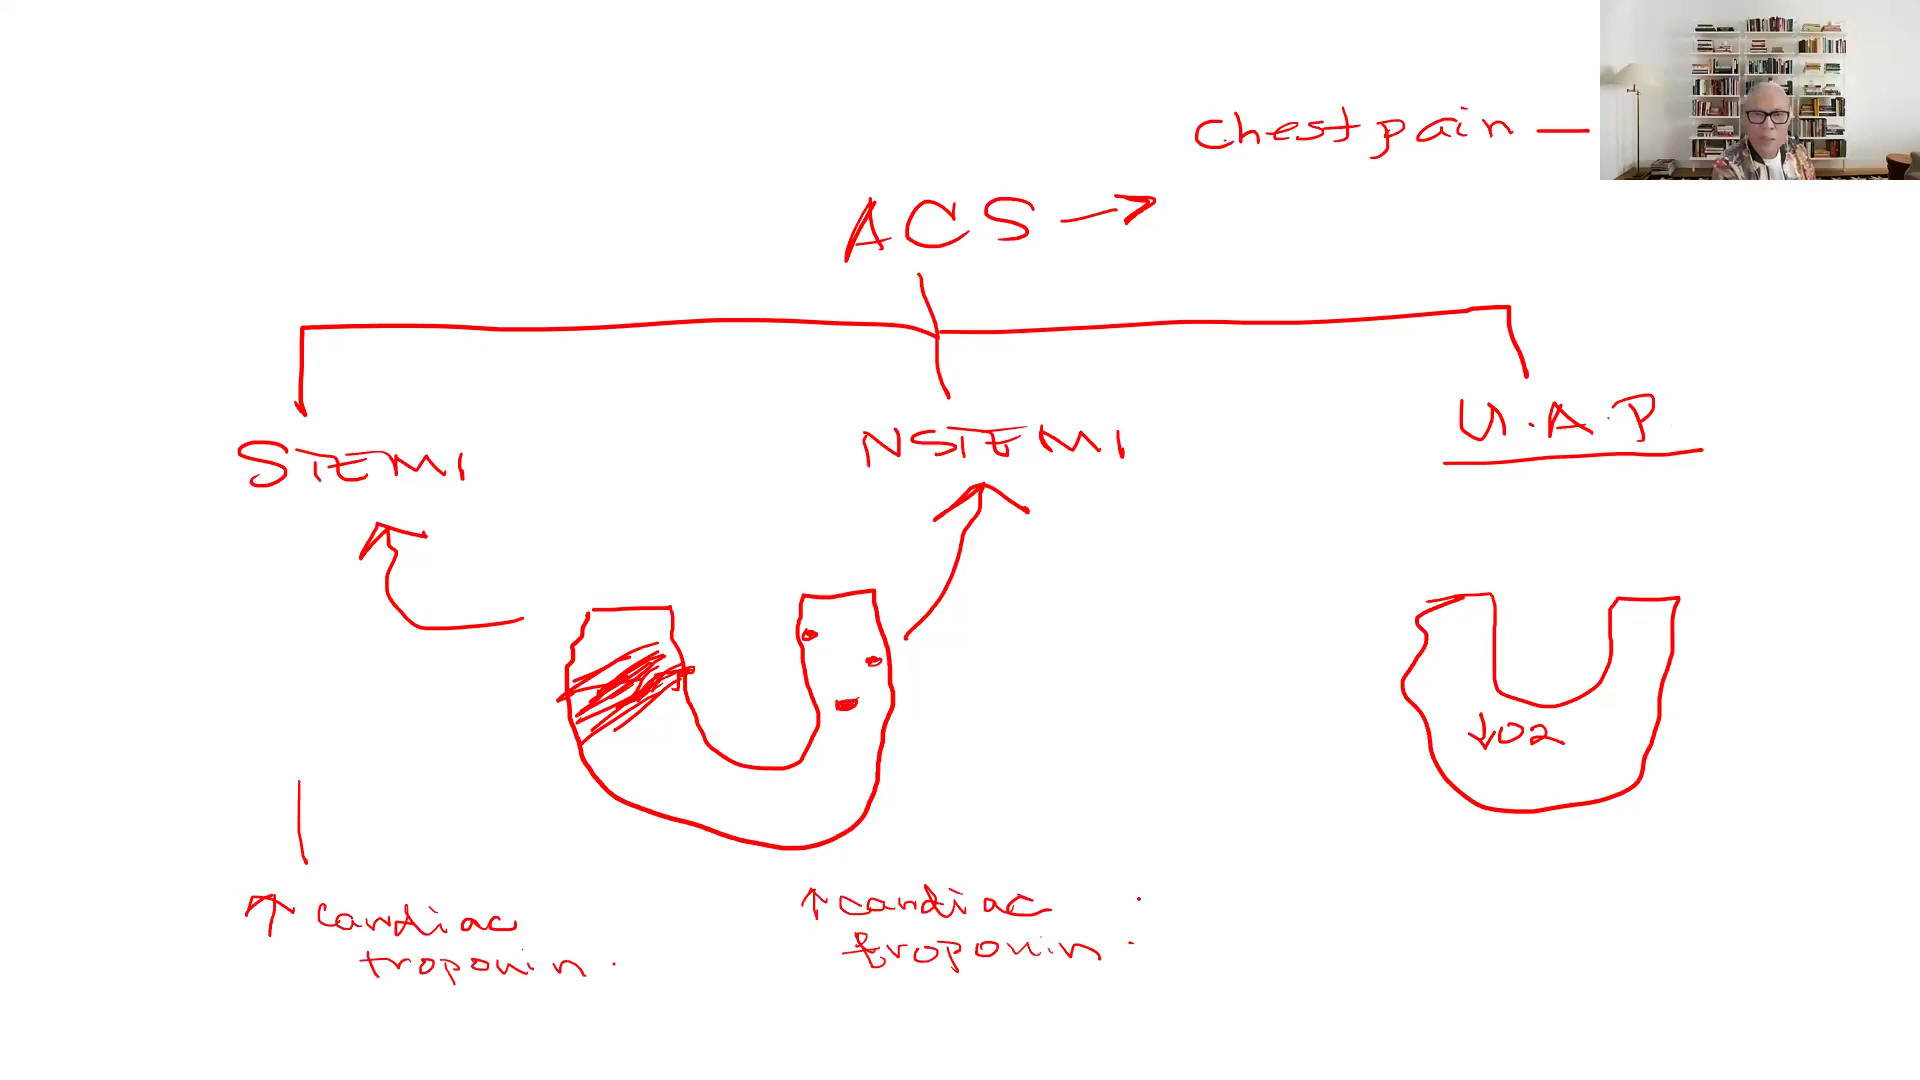 Chest pain —
ACS →
STEMI
NSTEMI
U.A.P
↓O2
↑ cardiac
troponin.
↑ cardiac
troponin.